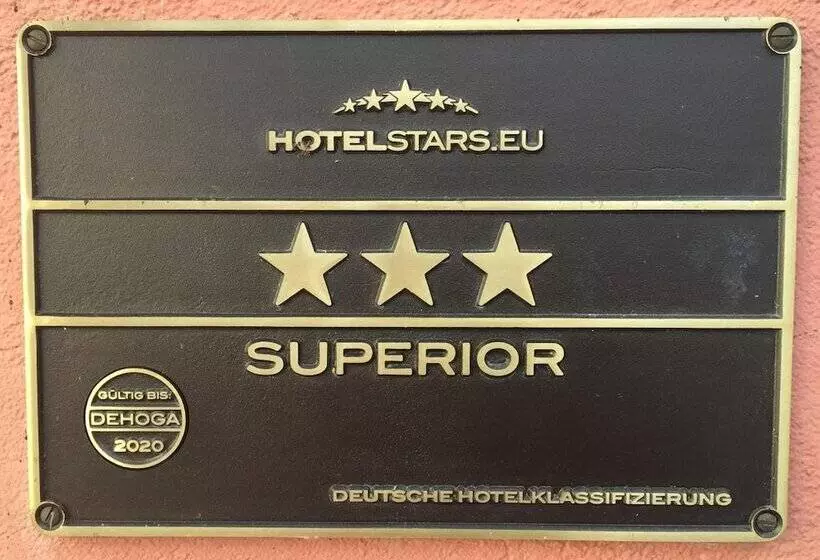 HOTELSTARS.EU
SUPERIOR
GÜLTIG BIS:
DEHOGA
2020
DEUTSCHE HOTELKLASSIFIZIERUNG